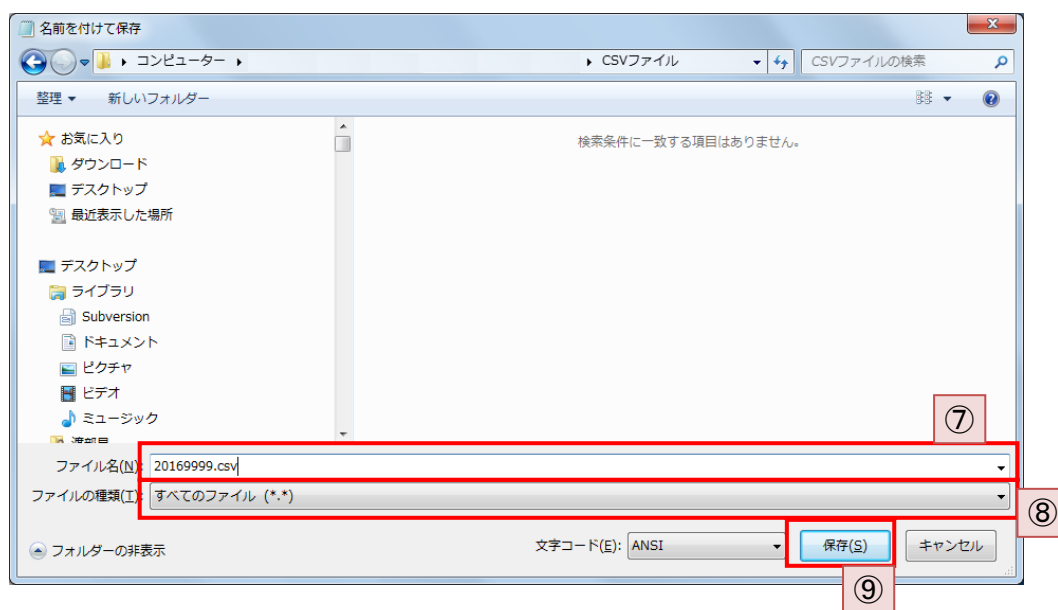 名前を付けて保存
コンピューター
CSVファイル
CSVファイルの検索
整理
新しいフォルダー
お気に入り
検索条件に一致する項目はありません。
ダウンロード
デスクトップ
最近表示した場所
デスクトップ
ライブラリ
Subversion
ドキュメント
ピクチャ
ビデオ
ミュージック
⑦
ファイル名(N): 20169999.csv
ファイルの種類(T): すべてのファイル (*.*)
⑧
フォルダーの非表示
文字コード(E): ANSI
保存(S)
キャンセル
⑨